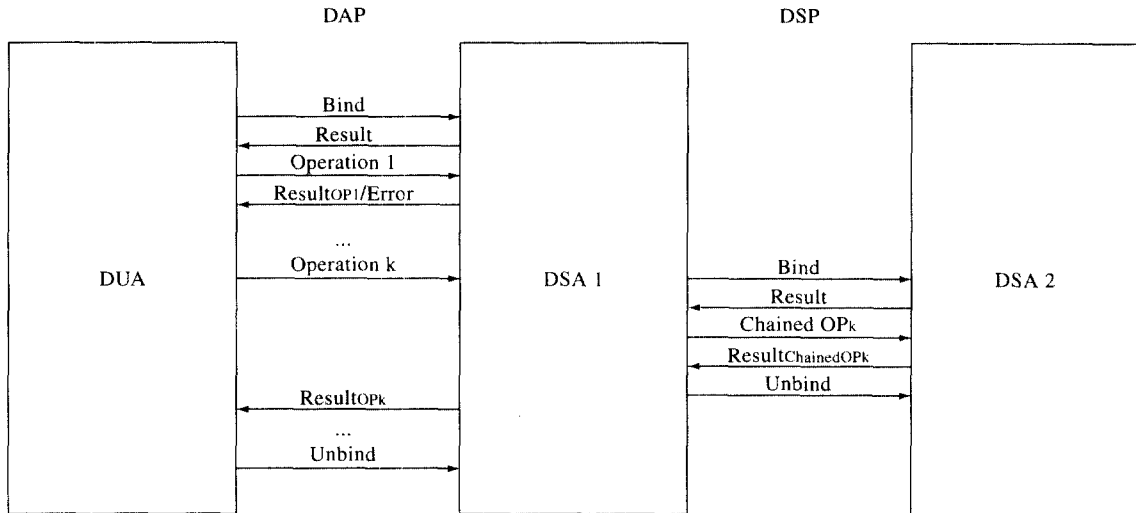 DAP
DSP
Bind
Result
Operation 1
ResultOP1/Error
...
Operation k
DUA
DSA 1
Bind
DSA 2
Result
Chained OPk
ResultChainedOPk
Unbind
ResultOPk
...
Unbind